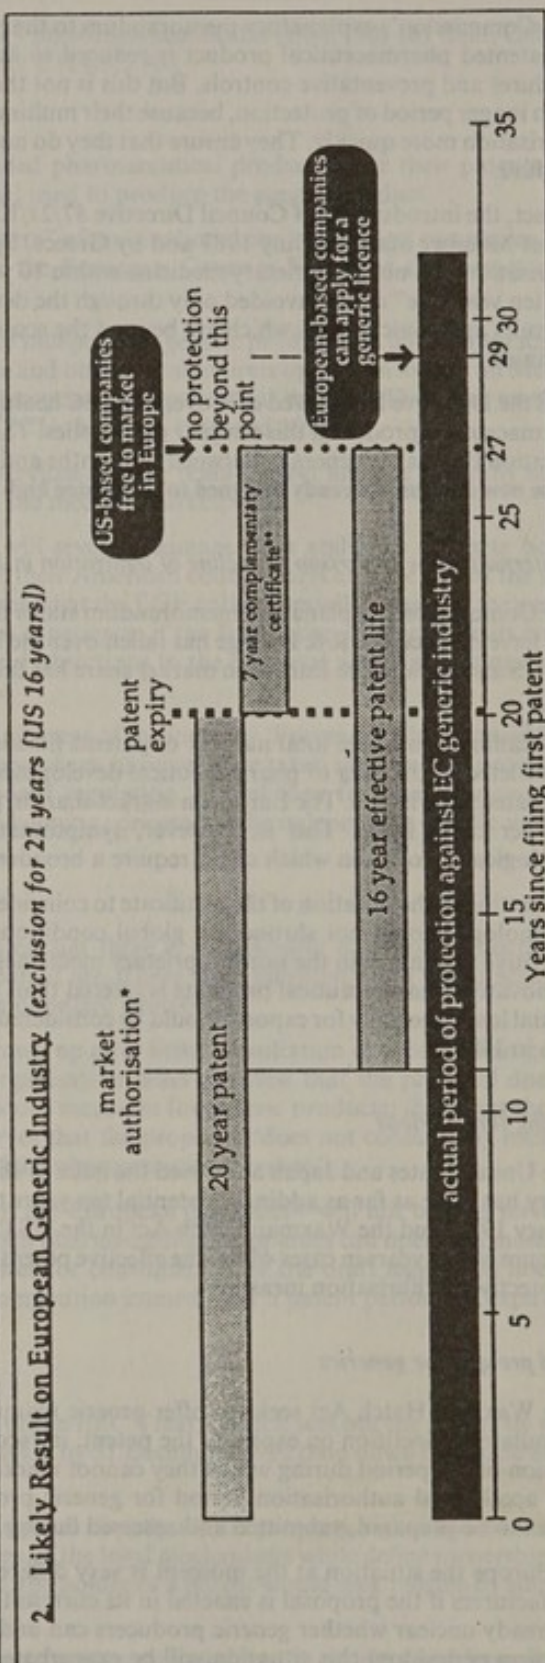 2 Likely Result on European Generic Industry (exclusion for 21 years [US 16 years])
US-based companies
free to market
in Europe
market
authorisation*
patent
expiry
no protection
beyond this
point
20 year patent
7 year complementary
certificate**
European-based companies
can apply for a
generic licence
16 year effective patent life
actual period of protection against EC generic industry
0 5 10 15 20 25 27 29 30 35
Years since filing first patent